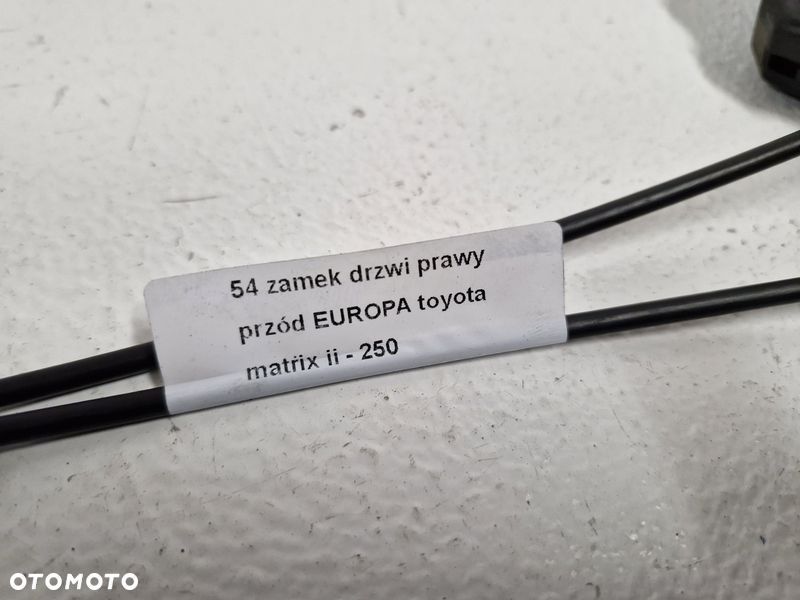 54 zamek drzwi prawy
przód EUROPA toyota
matrix ii - 250
OTOMOTO